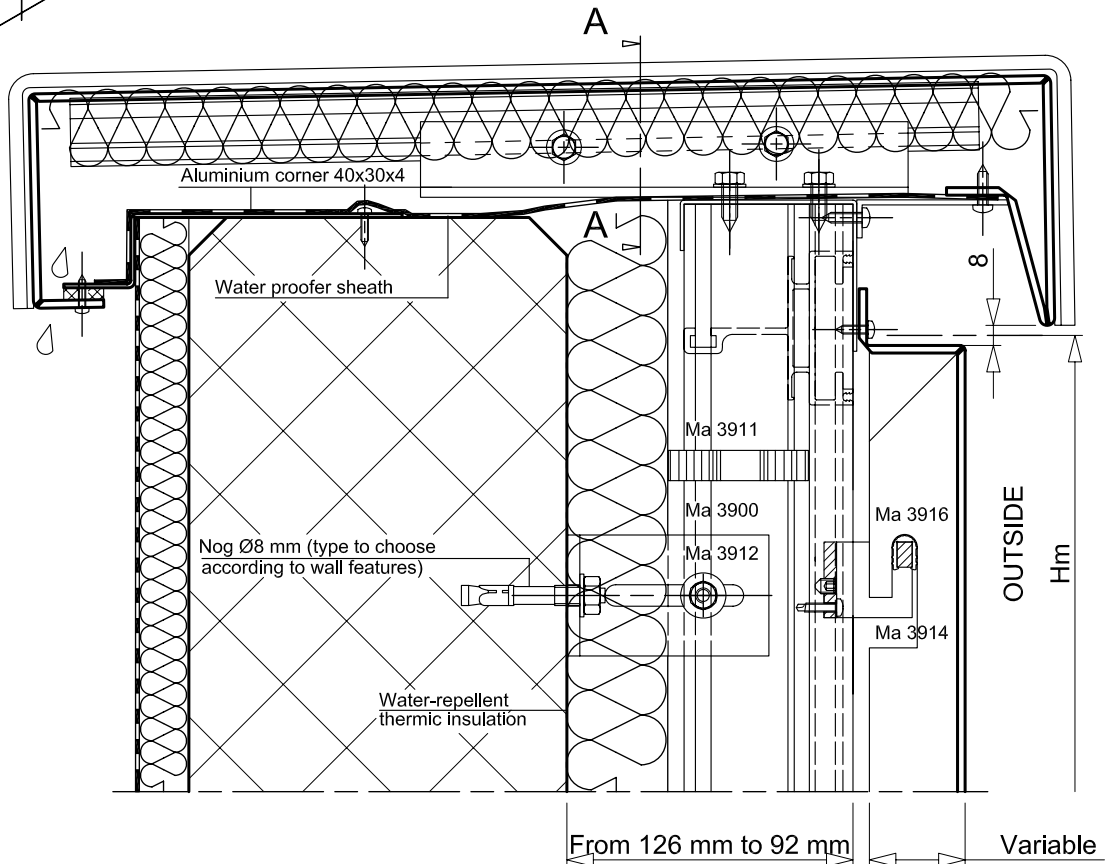 A
Aluminium corner 40x30x4
A
8
Water proofer sheath
Ma 3911
OUTSIDE
Hm
Ma 3900
Ma 3916
Nog Ø8 mm (type to choose
according to wall features)
Ma 3912
Ma 3914
Water-repellent
thermic insulation
From 126 mm to 92 mm
Variable